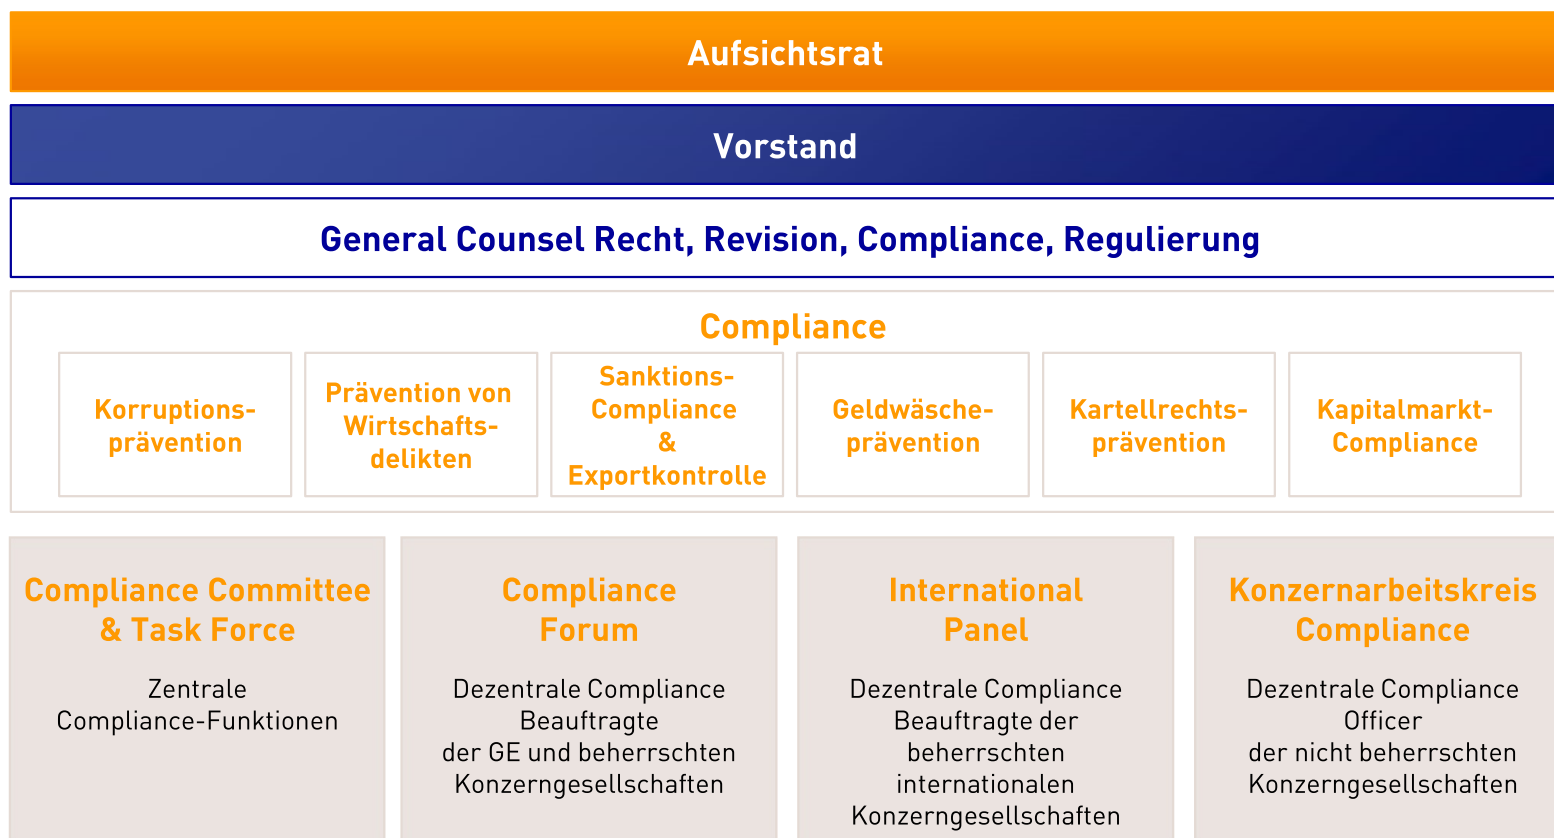 Aufsichtsrat
Vorstand
General Counsel Recht, Revision, Compliance, Regulierung
Compliance
Korruptions-
prävention
Prävention von
Wirtschafts-
delikten
Sanktions-
Compliance
&
Exportkontrolle
Geldwäsche-
prävention
Kartellrechts-
prävention
Kapitalmarkt-
Compliance
Compliance Committee
& Task Force
Zentrale
Compliance-Funktionen
Compliance
Forum
Dezentrale Compliance
Beauftragte
der GE und beherrschten
Konzerngesellschaften
International
Panel
Dezentrale Compliance
Beauftragte der
beherrschten
internationalen
Konzerngesellschaften
Konzernarbeitskreis
Compliance
Dezentrale Compliance
Officer
der nicht beherrschten
Konzerngesellschaften